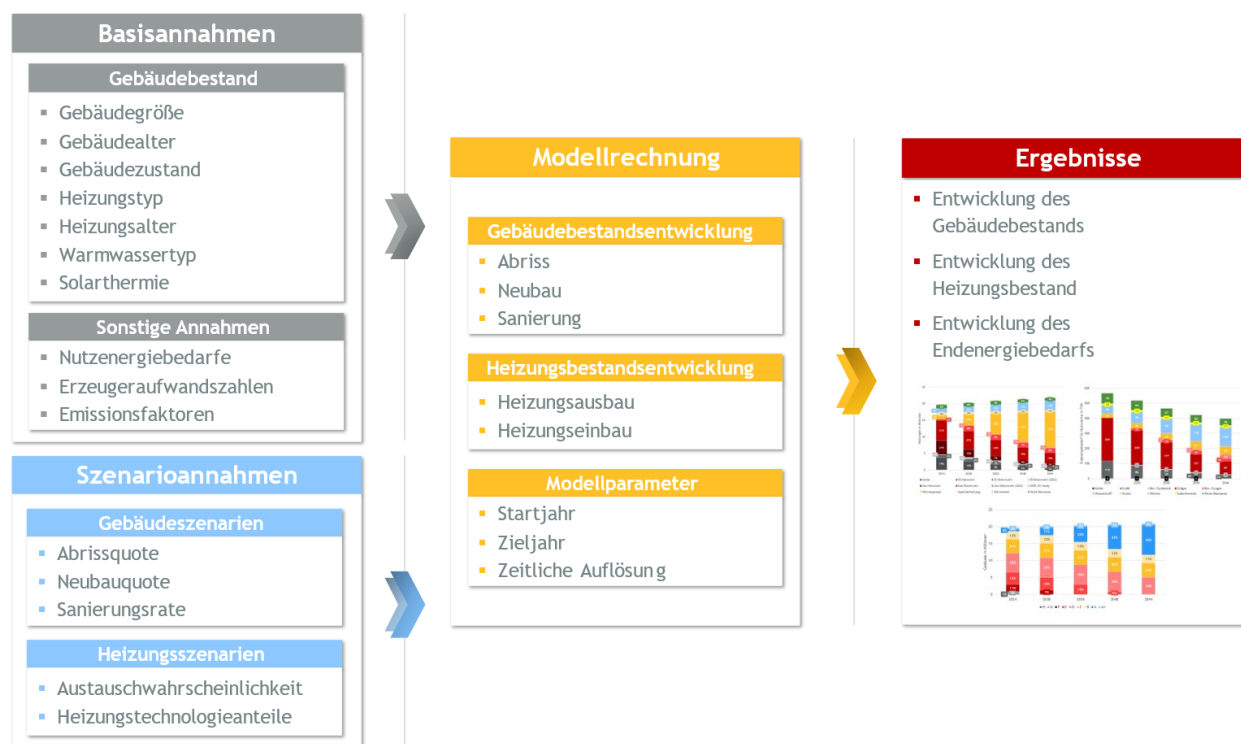 Basisannahmen
Gebäudebestand
Gebäudegröße
Gebäudealter
Gebäudezustand
Heizungstyp
Heizungsalter
Warmwassertyp
Solarthermie
Sonstige Annahmen
Nutzenergiebedarfe
Erzeugeraufwandszahlen
Emissionsfaktoren
Szenarioannahmen
Gebäudeszenarien
Abrissquote
Neubauquote
Sanierungsrate
Heizungsszenarien
Austauschwahrscheinlichkeit
Heizungstechnologieanteile
Modellrechnung
Gebäudebestandsentwicklung
Abriss
Neubau
Sanierung
Heizungsbestandsentwicklung
Heizungsausbau
Heizungseinbau
Modellparameter
Startjahr
Zieljahr
Zeitliche Auflösung
Ergebnisse
Entwicklung des
Gebäudebestands
Entwicklung des
Heizungsbestand
Entwicklung des
Endenergiebedarfs